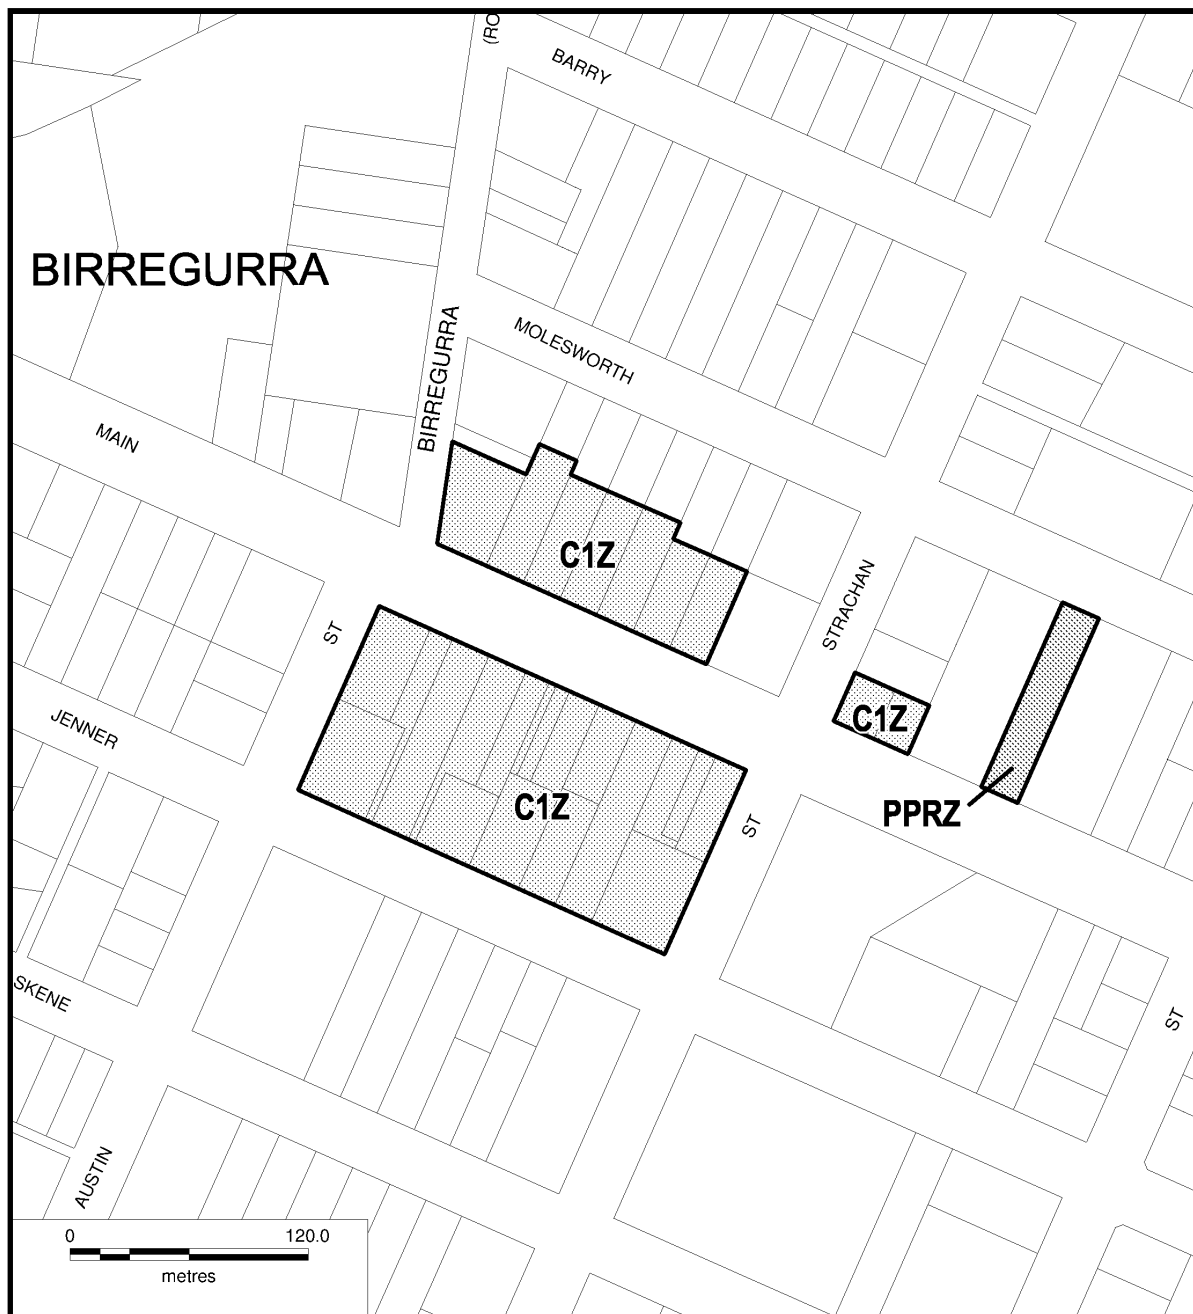 (RO
BARRY
BIRREGURRA
MOLESWORTH
BIRREGURRA
MAIN
C1Z
STRACHAN
ST
C1Z
JENNER
C1Z
PPRZ
ST
SKENE
ST
AUSTIN
0 120.0
metres